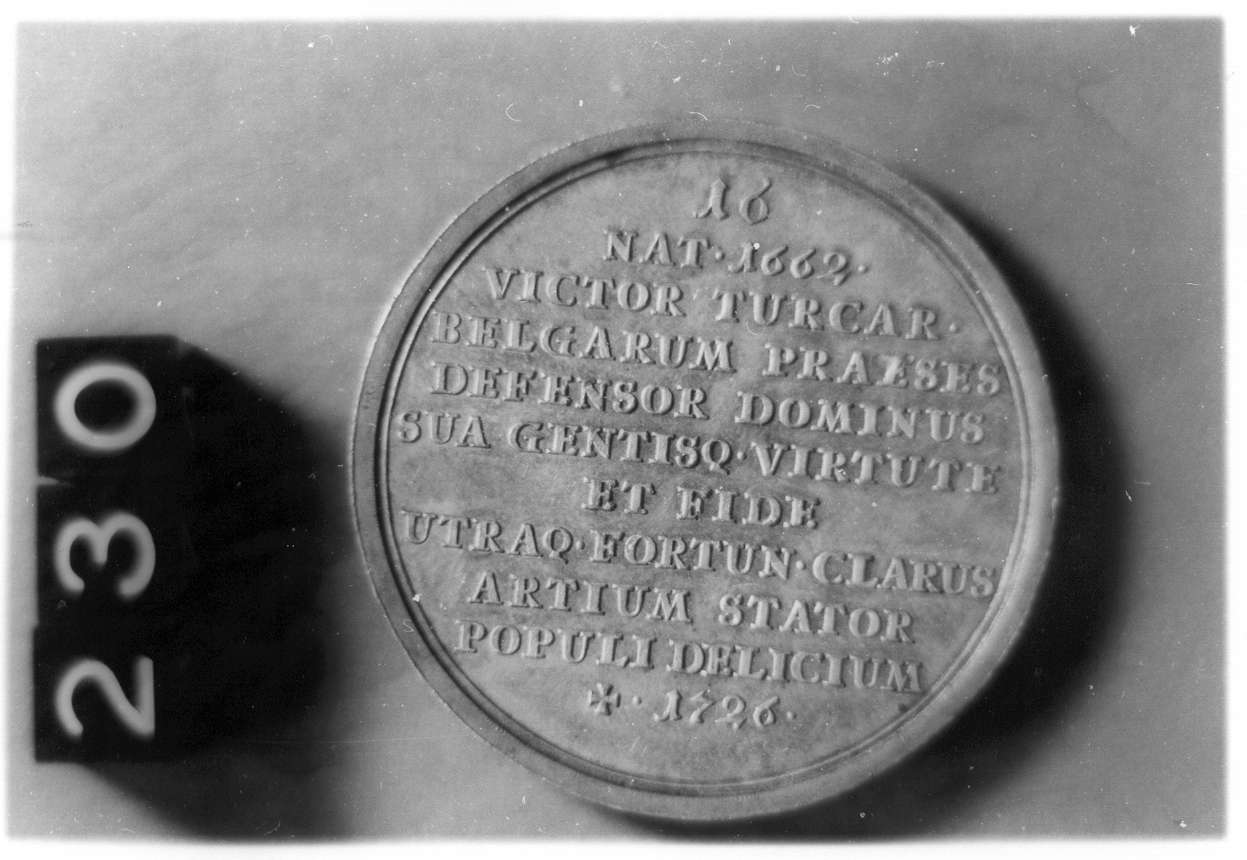 16
NAT·1662·
VICTOR TURCAR·
BELGARUM PRAESES
DEFENSOR DOMINUS
SUA GENTISQ·VIRTUTE
ET FIDE
UTRAQ·FORTUN·CLARUS
ARTIUM STATOR
POPULI DELICIUM
✠·1726·
230